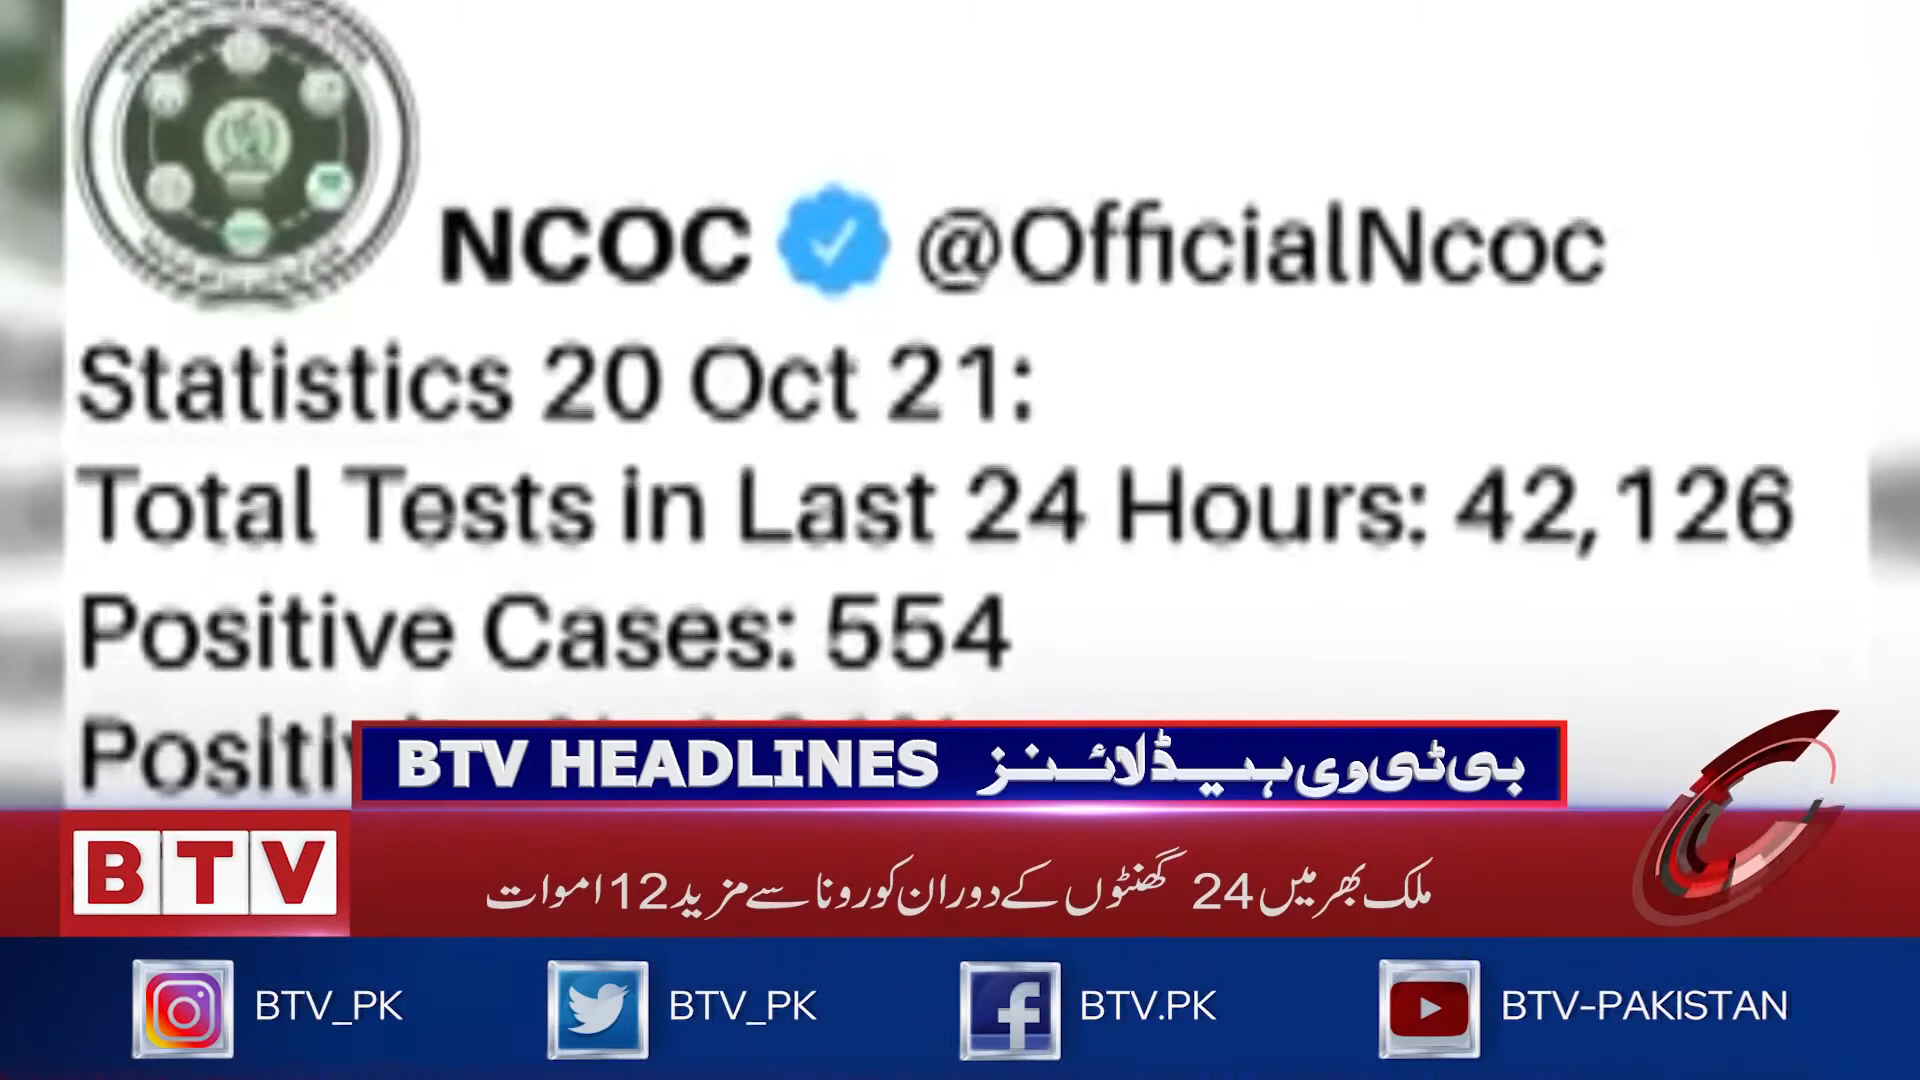 NCOC @OfficialNcoc
Statistics 20 Oct 21:
Total Tests in Last 24 Hours: 42,126
Positive Cases: 554
BTV HEADLINES بی ٹی وی ہیڈلائنز
BTV
ملک بھر میں 24 گھنٹوں کے دوران کورونا سے مزید 12 اموات
BTV_PK BTV_PK BTV.PK BTV-PAKISTAN